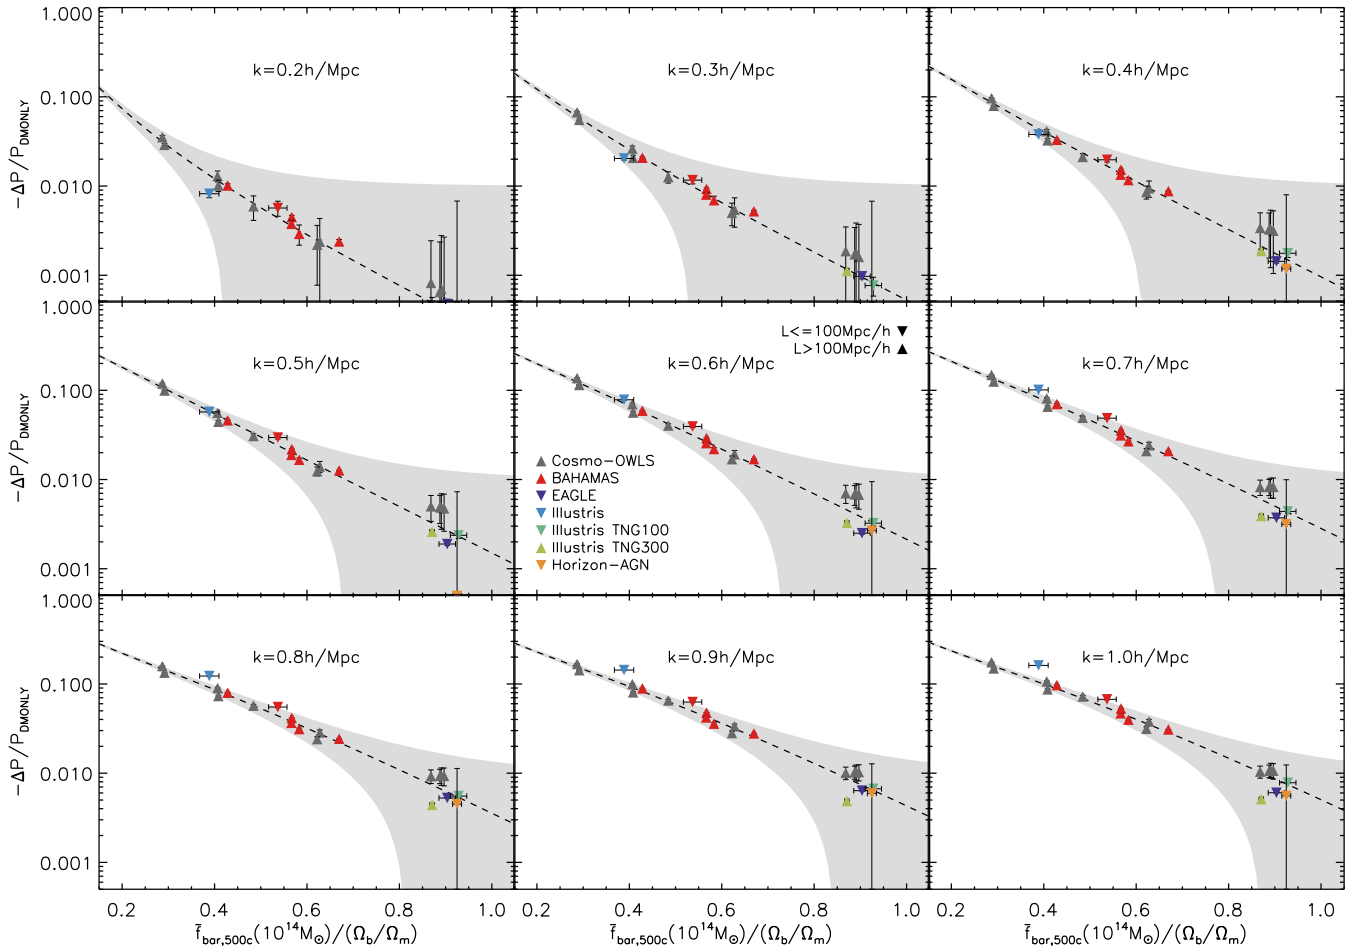 1.000
k=0.2h/Mpc
k=0.3h/Mpc
k=0.4h/Mpc
0.100
−ΔP/P_DMONLY
0.010
0.001
1.000
L<=100Mpc/h
L>100Mpc/h
k=0.5h/Mpc
k=0.6h/Mpc
k=0.7h/Mpc
0.100
−ΔP/P_DMONLY
Cosmo−OWLS
BAHAMAS
0.010
EAGLE
Illustris
Illustris TNG100
Illustris TNG300
Horizon−AGN
0.001
1.000
k=0.8h/Mpc
k=0.9h/Mpc
k=1.0h/Mpc
0.100
−ΔP/P_DMONLY
0.010
0.001
0.2 0.4 0.6 0.8 1.0
0.2 0.4 0.6 0.8 1.0
0.2 0.4 0.6 0.8 1.0
f̄_bar,500c(10^14M_⊙)/(Ω_b/Ω_m)
f̄_bar,500c(10^14M_⊙)/(Ω_b/Ω_m)
f̄_bar,500c(10^14M_⊙)/(Ω_b/Ω_m)